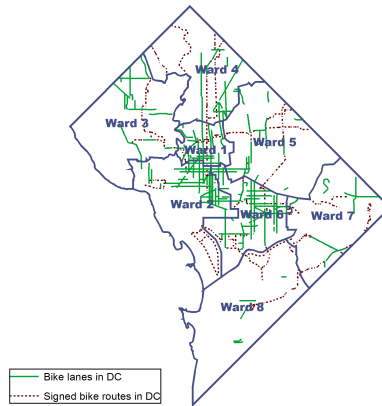 Ward 4
Ward 3
Ward 1
Ward 5
Ward 2
Ward 6
Ward 7
Ward 8
Bike lanes in DC
Signed bike routes in DC